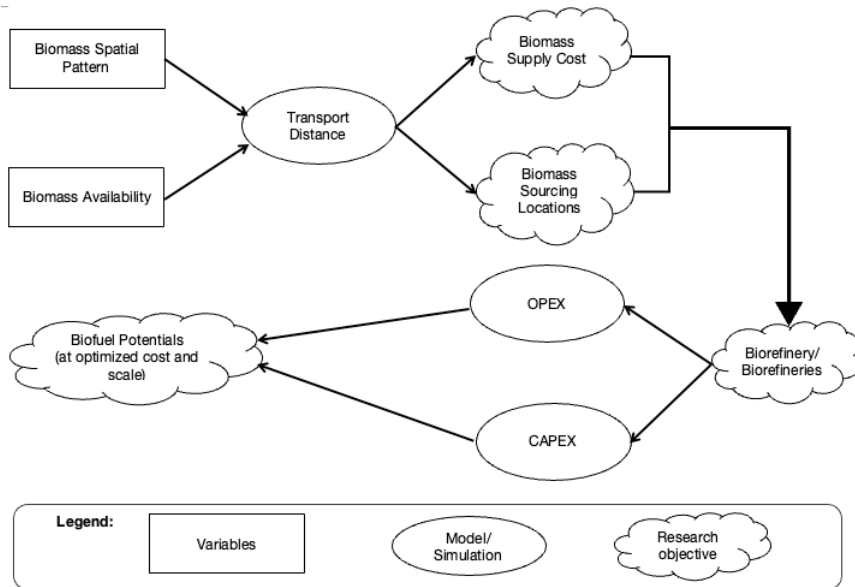 Biomass Spatial
Pattern
Biomass Availability
Transport
Distance
Biomass
Supply Cost
Biomass
Sourcing
Locations
OPEX
Biofuel Potentials
(at optimized cost and
scale)
Biorefinery/
Biorefineries
CAPEX
Legend:
Variables
Model/
Simulation
Research
objective